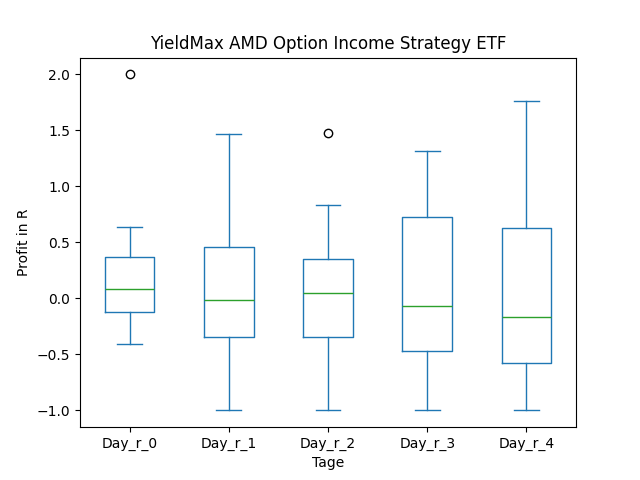 YieldMax AMD Option Income Strategy ETF
2.0
1.5
1.0
0.5
0.0
−0.5
−1.0
Profit in R
Day_r_0 Day_r_1 Day_r_2 Day_r_3 Day_r_4
Tage